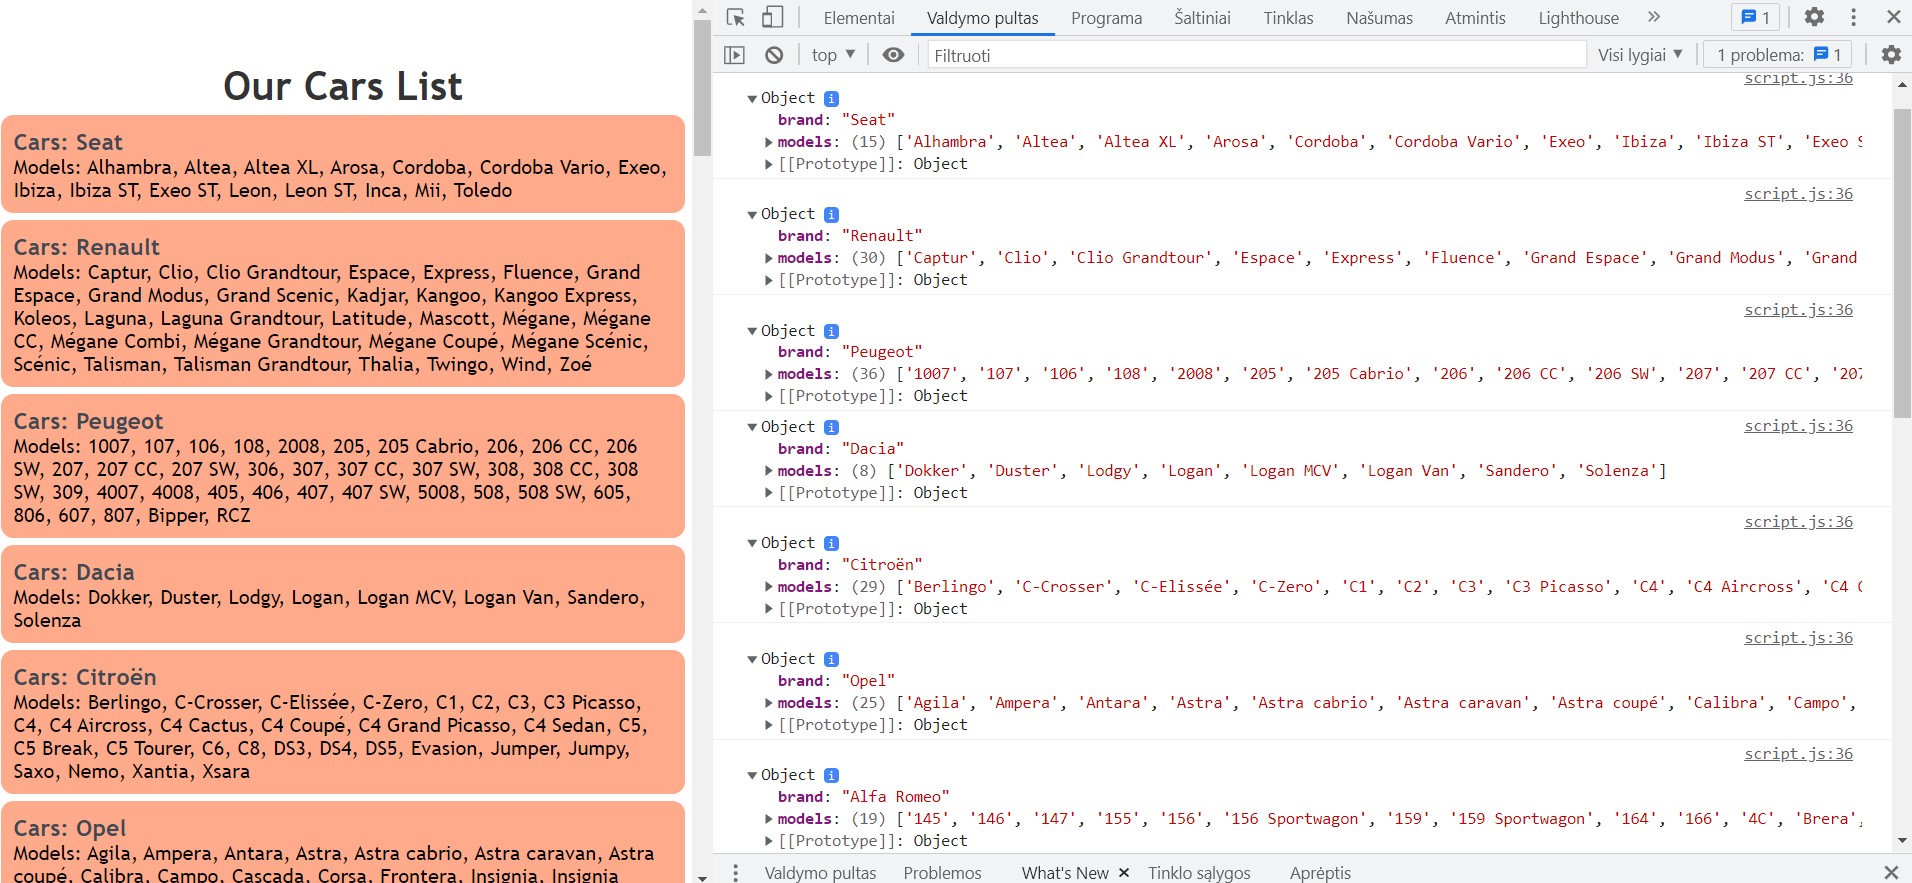 Our Cars List
Cars: Seat
Models: Alhambra, Altea, Altea XL, Arosa, Cordoba, Cordoba Vario, Exeo,
Ibiza, Ibiza ST, Exeo ST, Leon, Leon ST, Inca, Mii, Toledo
Cars: Renault
Models: Captur, Clio, Clio Grandtour, Espace, Express, Fluence, Grand
Espace, Grand Modus, Grand Scenic, Kadjar, Kangoo, Kangoo Express,
Koleos, Laguna, Laguna Grandtour, Latitude, Mascott, Mégane, Mégane
CC, Mégane Combi, Mégane Grandtour, Mégane Coupé, Mégane Scénic,
Scénic, Talisman, Talisman Grandtour, Thalia, Twingo, Wind, Zoé
Cars: Peugeot
Models: 1007, 107, 106, 108, 2008, 205, 205 Cabrio, 206, 206 CC, 206
SW, 207, 207 CC, 207 SW, 306, 307, 307 CC, 307 SW, 308, 308 CC, 308
SW, 309, 4007, 4008, 405, 406, 407, 407 SW, 5008, 508, 508 SW, 605,
806, 607, 807, Bipper, RCZ
Cars: Dacia
Models: Dokker, Duster, Lodgy, Logan, Logan MCV, Logan Van, Sandero,
Solenza
Cars: Citroën
Models: Berlingo, C-Crosser, C-Elissée, C-Zero, C1, C2, C3, C3 Picasso,
C4, C4 Aircross, C4 Cactus, C4 Coupé, C4 Grand Picasso, C4 Sedan, C5,
C5 Break, C5 Tourer, C6, C8, DS3, DS4, DS5, Evasion, Jumper, Jumpy,
Saxo, Nemo, Xantia, Xsara
Cars: Opel
Models: Agila, Ampera, Antara, Astra, Astra cabrio, Astra caravan, Astra
coupé, Calibra, Campo, Cascada, Corsa, Frontera, Insignia, Insignia
Elementai Valdymo pultas Programa Šaltiniai Tinklas Našumas Atmintis Lighthouse » 1
top ▼ Filtruoti Visi lygiai ▼ 1 problema: 1
script.js:36
▼Object i
brand: "Seat"
▶models: (15) ['Alhambra', 'Altea', 'Altea XL', 'Arosa', 'Cordoba', 'Cordoba Vario', 'Exeo', 'Ibiza', 'Ibiza ST', 'Exeo S
▶[[Prototype]]: Object
script.js:36
▼Object i
brand: "Renault"
▶models: (30) ['Captur', 'Clio', 'Clio Grandtour', 'Espace', 'Express', 'Fluence', 'Grand Espace', 'Grand Modus', 'Grand
▶[[Prototype]]: Object
script.js:36
▼Object i
brand: "Peugeot"
▶models: (36) ['1007', '107', '106', '108', '2008', '205', '205 Cabrio', '206', '206 CC', '206 SW', '207', '207 CC', '207
▶[[Prototype]]: Object
▼Object i script.js:36
brand: "Dacia"
▶models: (8) ['Dokker', 'Duster', 'Lodgy', 'Logan', 'Logan MCV', 'Logan Van', 'Sandero', 'Solenza']
▶[[Prototype]]: Object
script.js:36
▼Object i
brand: "Citroën"
▶models: (29) ['Berlingo', 'C-Crosser', 'C-Elissée', 'C-Zero', 'C1', 'C2', 'C3', 'C3 Picasso', 'C4', 'C4 Aircross', 'C4 C
▶[[Prototype]]: Object
script.js:36
▼Object i
brand: "Opel"
▶models: (25) ['Agila', 'Ampera', 'Antara', 'Astra', 'Astra cabrio', 'Astra caravan', 'Astra coupé', 'Calibra', 'Campo',
▶[[Prototype]]: Object
script.js:36
▼Object i
brand: "Alfa Romeo"
▶models: (19) ['145', '146', '147', '155', '156', '156 Sportwagon', '159', '159 Sportwagon', '164', '166', '4C', 'Brera',
▶[[Prototype]]: Object
Valdymo pultas Problemos What's New × Tinklo sąlygos Aprėptis